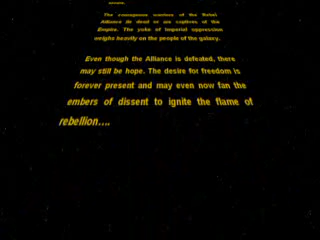 The courageous warriors of the Rebel
Alliance lie dead or are captives of the
Empire. The yoke of Imperial oppression
weighs heavily on the people of the galaxy.
Even though the Alliance is defeated, there
may still be hope. The desire for freedom is
forever present and may even now fan the
embers of dissent to ignite the flame of
rebellion....